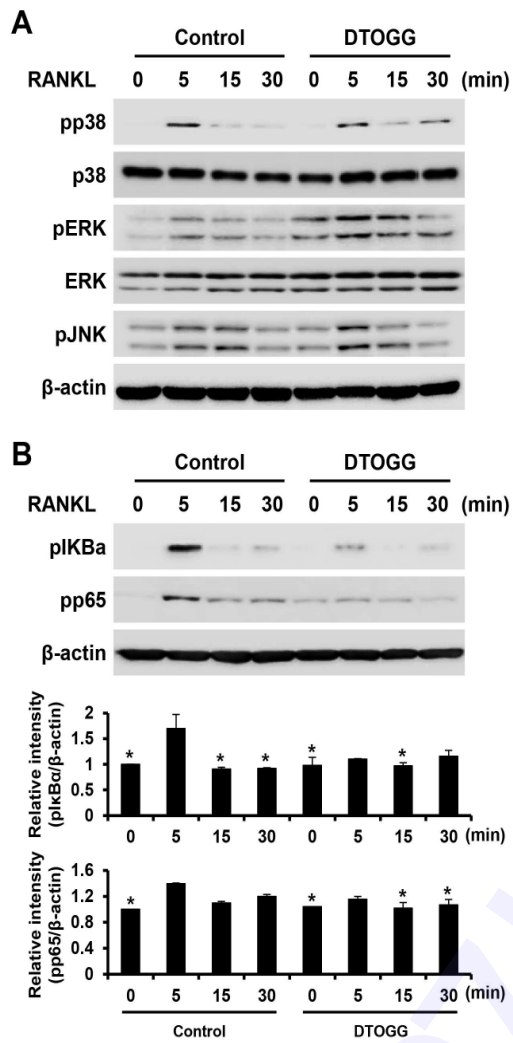 A
Control DTOGG
RANKL 0 5 15 30 0 5 15 30 (min)
pp38
p38
pERK
ERK
pJNK
β-actin
B
Control DTOGG
RANKL 0 5 15 30 0 5 15 30 (min)
pIKBa
pp65
β-actin
Relative intensity
(pIκBα/β-actin)
2
1.5
1
0.5
0
* * * * *
0 5 15 30 0 5 15 30 (min)
Relative intensity
(pp65/β-actin)
1.6
1.2
0.8
0.4
0
* * * *
0 5 15 30 0 5 15 30 (min)
Control DTOGG